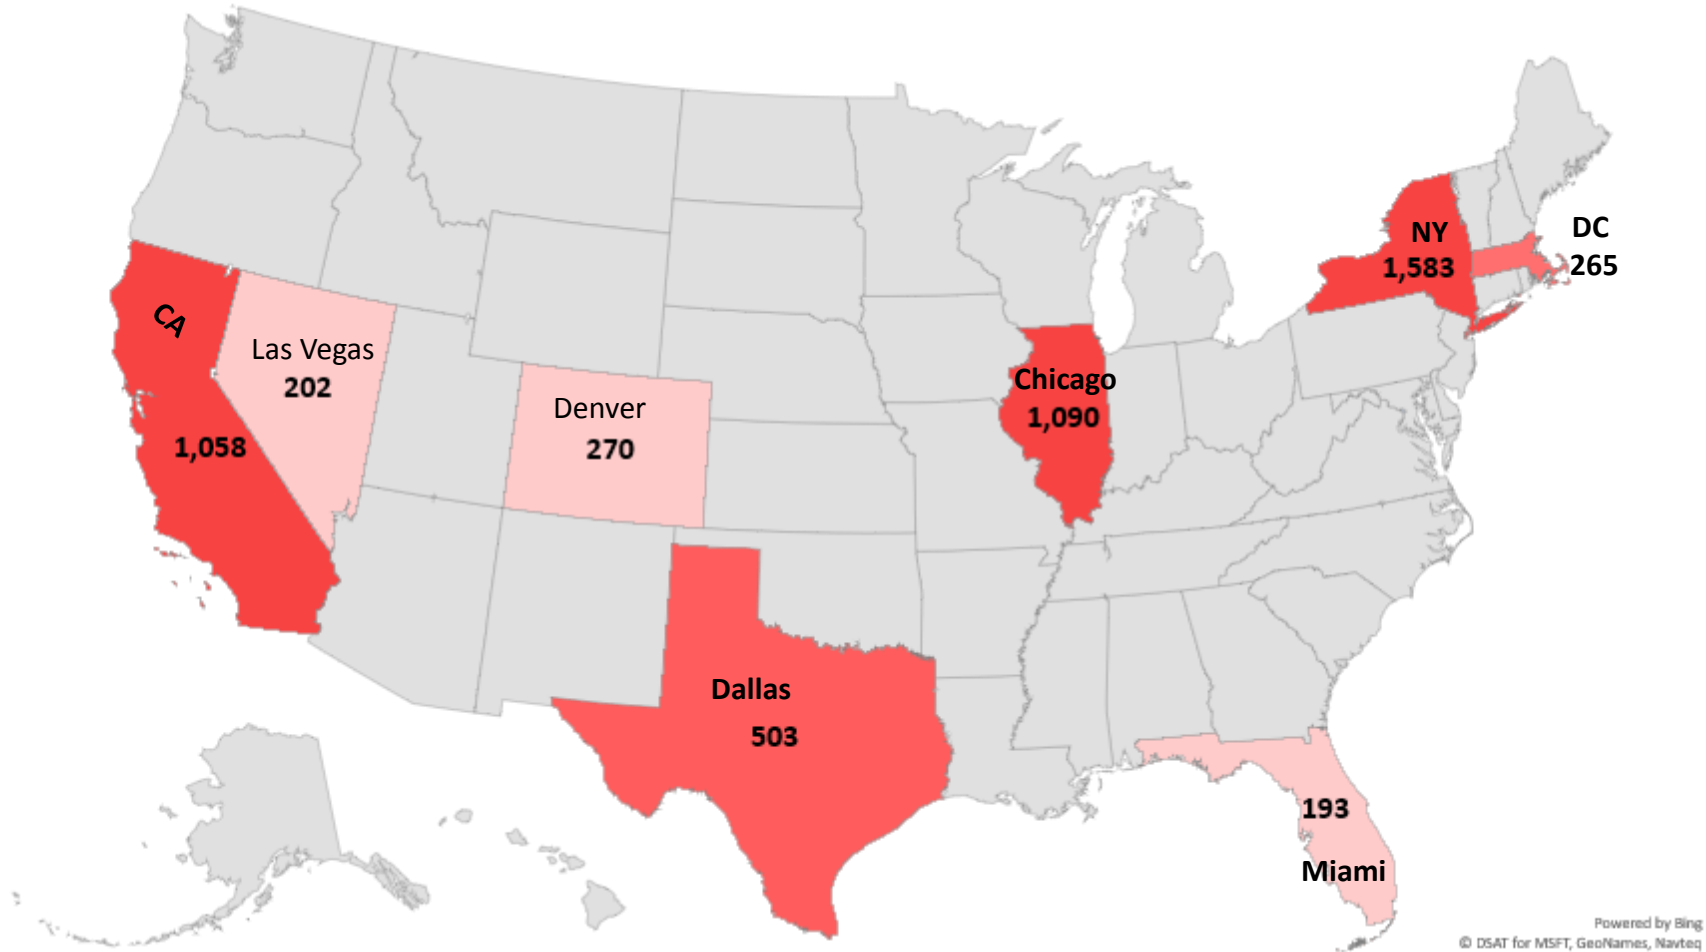 NY
1,583
DC
265
CA
1,058
Las Vegas
202
Denver
270
Chicago
1,090
Dallas
503
193
Miami
Powered by Bing
© DSAT for MSFT, GeoNames, Navteq